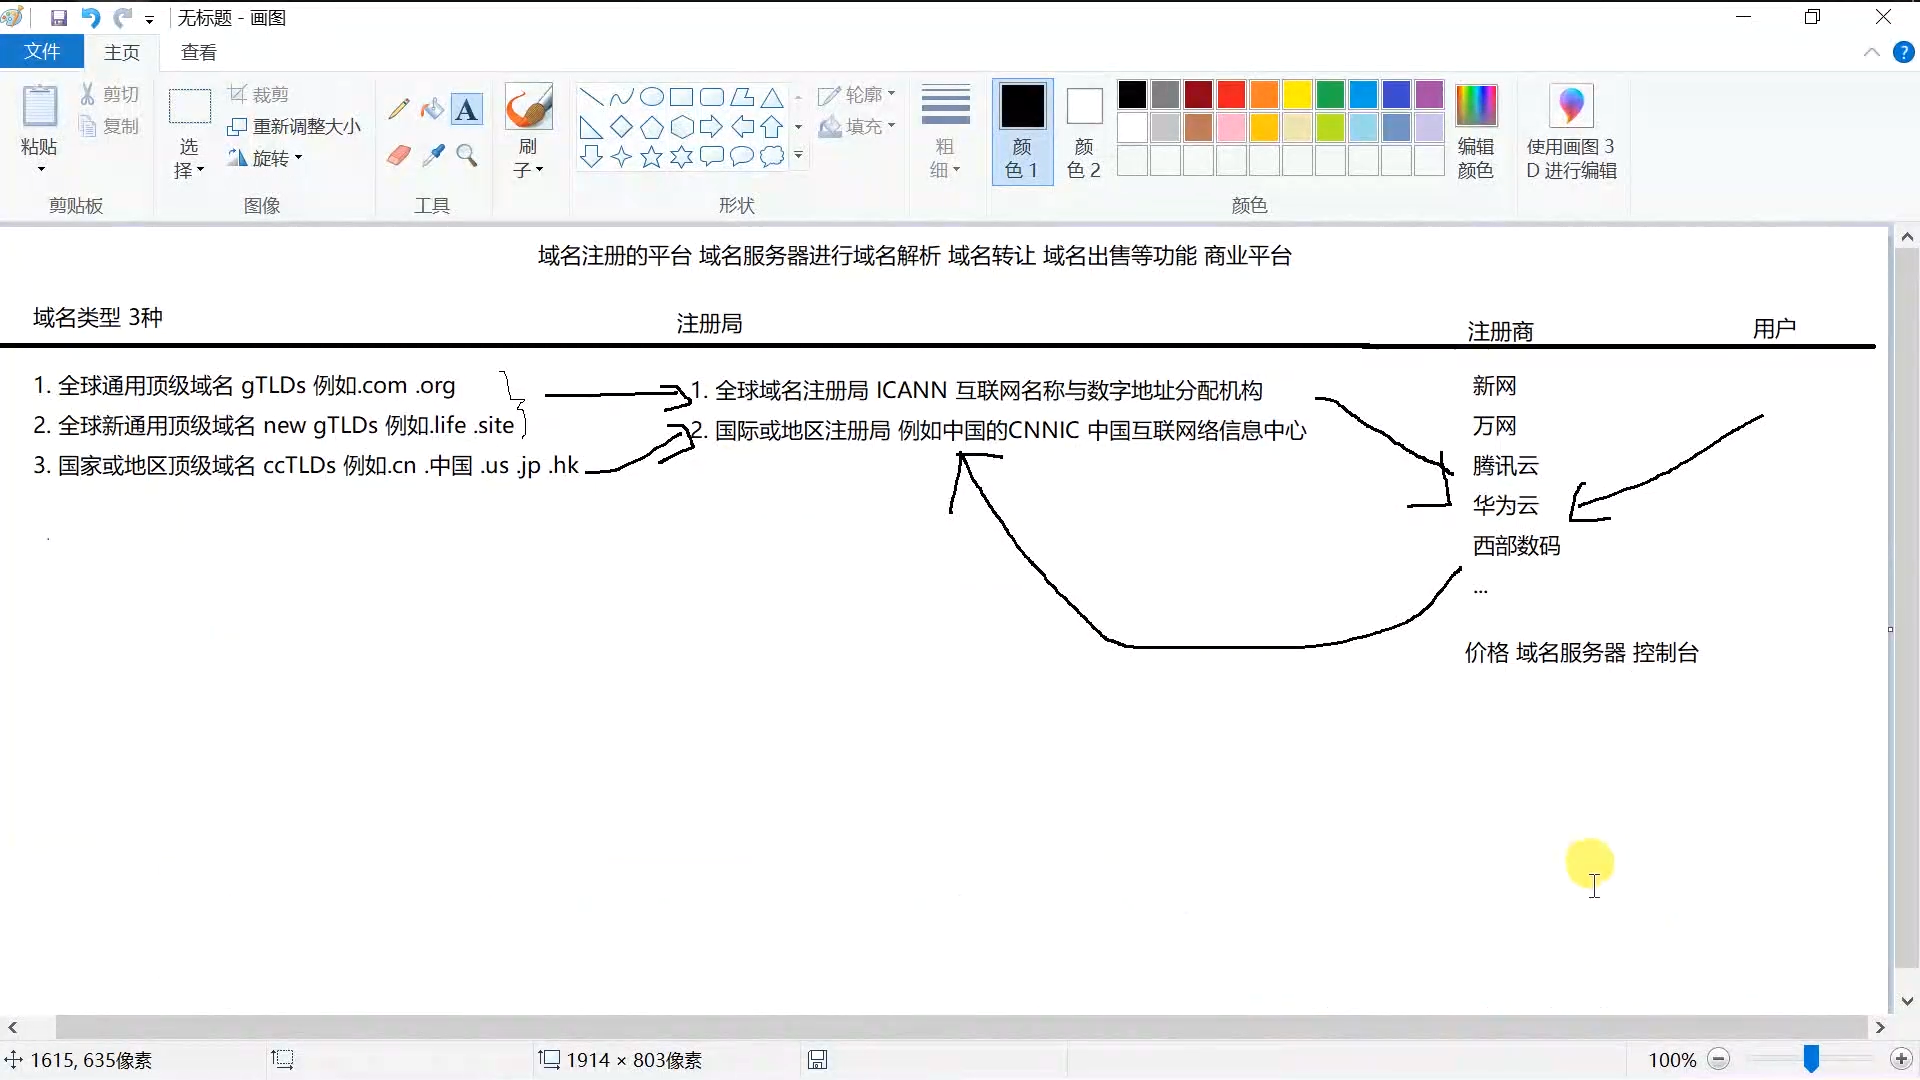 无标题 - 画图
文件 主页 查看
粘贴 剪切 复制 剪贴板
选择 裁剪 重新调整大小 旋转 图像
A
工具
刷子
轮廓 填充 形状
粗细
颜色 1 颜色 2 编辑颜色 颜色
使用画图 3D 进行编辑
域名注册的平台 域名服务器进行域名解析 域名转让 域名出售等功能 商业平台
域名类型 3种 注册局 注册商 用户
1. 全球通用顶级域名 gTLDs 例如.com .org
2. 全球新通用顶级域名 new gTLDs 例如.life .site
3. 国家或地区顶级域名 ccTLDs 例如.cn .中国 .us .jp .hk
1. 全球域名注册局 ICANN 互联网名称与数字地址分配机构
2. 国际或地区注册局 例如中国的CNNIC 中国互联网络信息中心
新网
万网
腾讯云
华为云
西部数码
...
价格 域名服务器 控制台
1615, 635像素 1914 × 803像素 100%